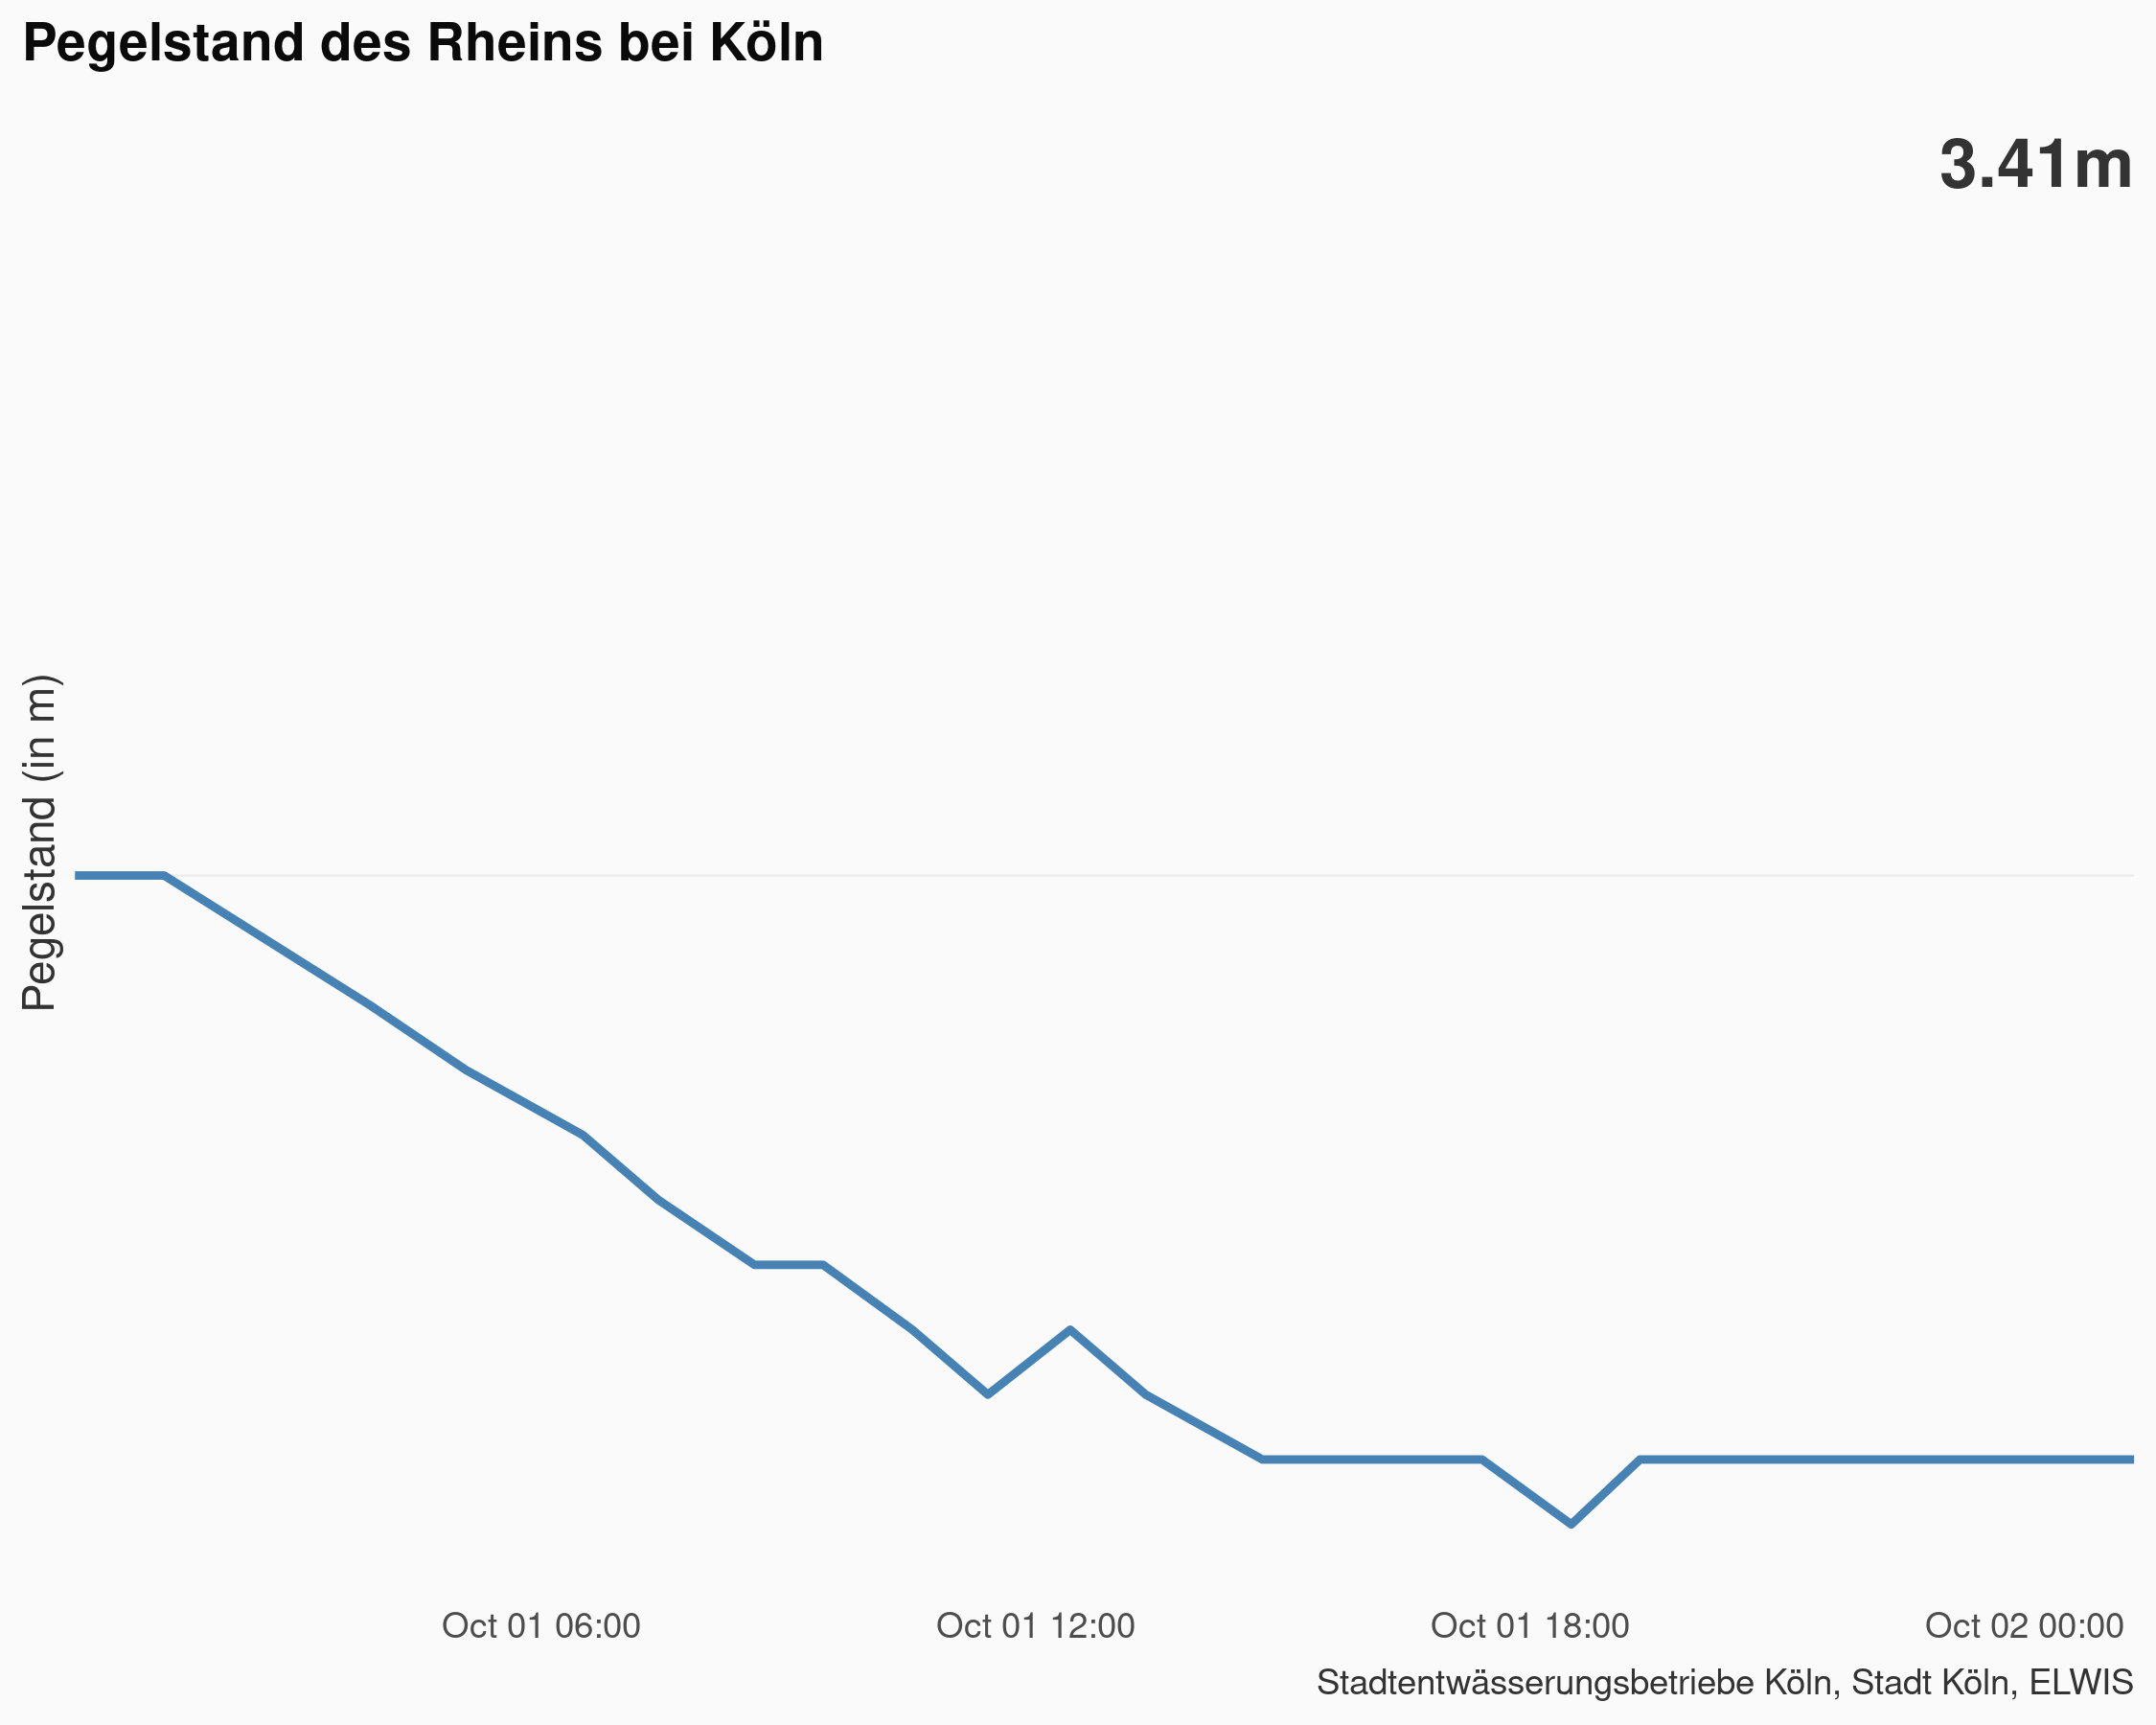 Pegelstand des Rheins bei Köln
3.41m
Pegelstand (in m)
Oct 01 06:00
Oct 01 12:00
Oct 01 18:00
Oct 02 00:00
Stadtentwässerungsbetriebe Köln, Stadt Köln, ELWIS